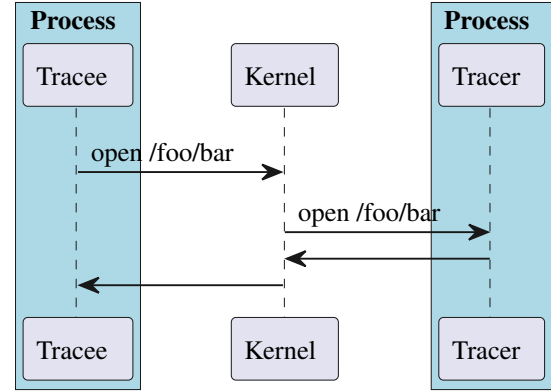 Process Process
Tracee Kernel Tracer
open /foo/bar
open /foo/bar
Tracee Kernel Tracer